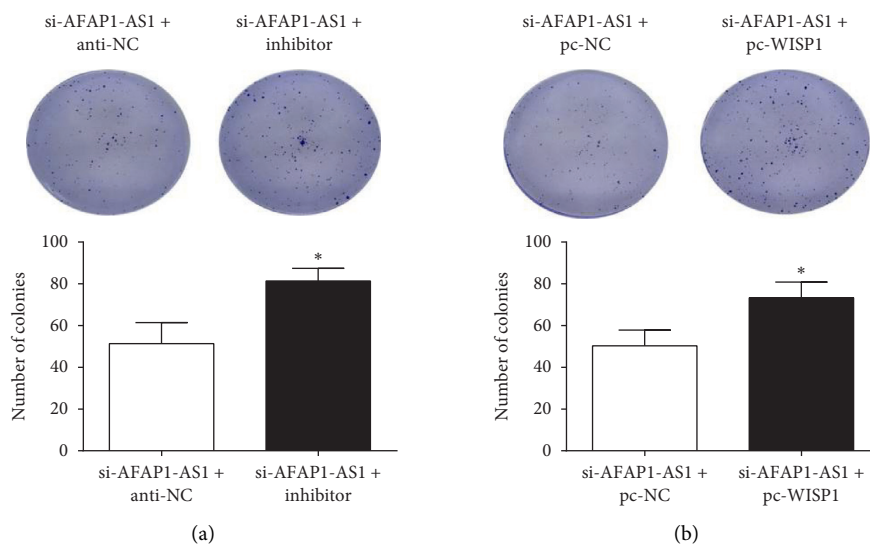 si-AFAP1-AS1 +
anti-NC
si-AFAP1-AS1 +
inhibitor
100
80
60
40
20
0
Number of colonies
*
si-AFAP1-AS1 +
anti-NC
si-AFAP1-AS1 +
inhibitor
(a)
si-AFAP1-AS1 +
pc-NC
si-AFAP1-AS1 +
pc-WISP1
100
80
60
40
20
0
Number of colonies
*
si-AFAP1-AS1 +
pc-NC
si-AFAP1-AS1 +
pc-WISP1
(b)